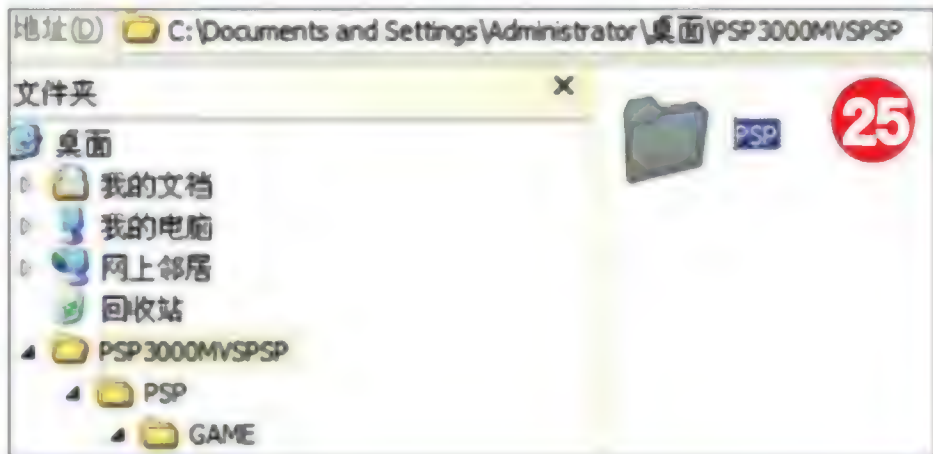 地址(D) C:\Documents and Settings\Administrator\桌面\PSP3000MVSPSP
文件夹 ×
桌面
我的文档
我的电脑
网上邻居
回收站
PSP3000MVSPSP
PSP
GAME
PSP
25